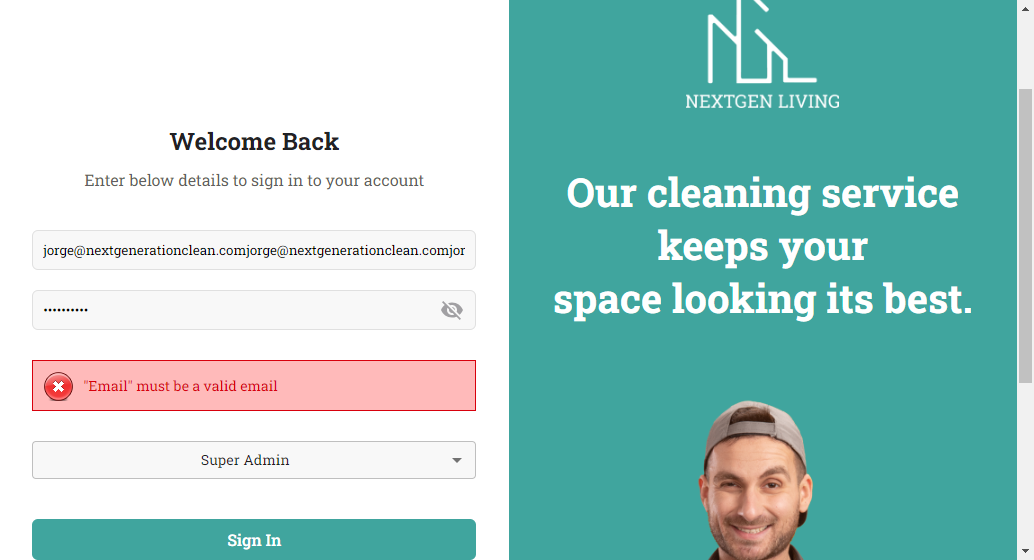 NEXTGEN LIVING
Welcome Back
Enter below details to sign in to your account
jorge@nextgenerationclean.comjorge@nextgenerationclean.comjor
••••••••••
"Email" must be a valid email
Super Admin
Sign In
Our cleaning service
keeps your
space looking its best.